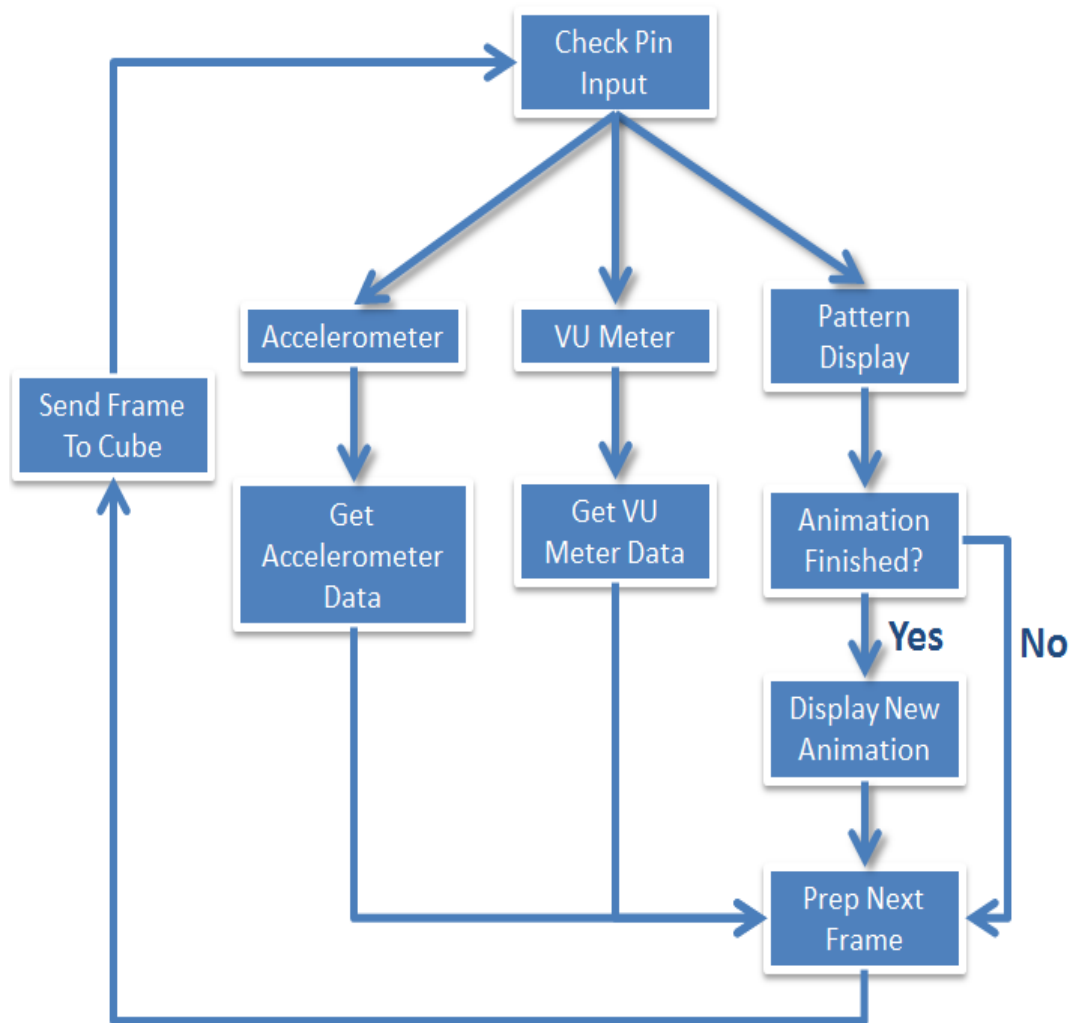 Check Pin
Input
Accelerometer
VU Meter
Pattern
Display
Send Frame
To Cube
Get
Accelerometer
Data
Get VU
Meter Data
Animation
Finished?
Yes
No
Display New
Animation
Prep Next
Frame